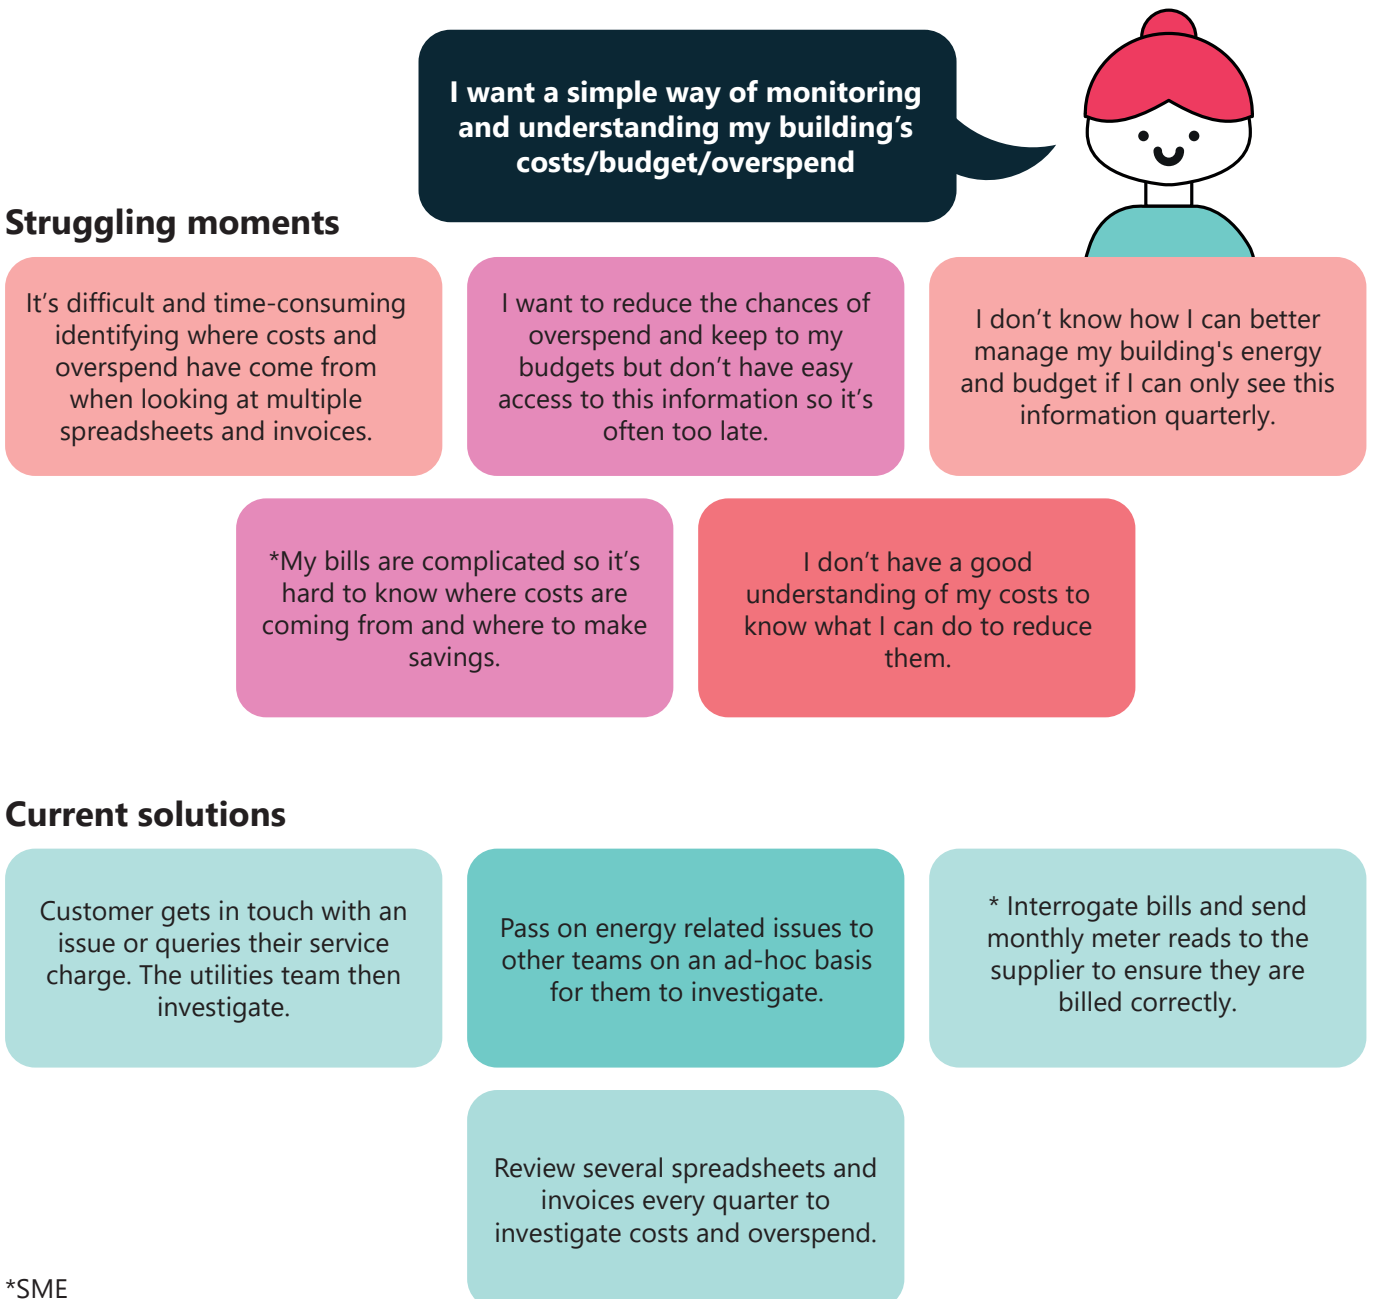 I want a simple way of monitoring
and understanding my building’s
costs/budget/overspend
Struggling moments
It’s difficult and time-consuming
identifying where costs and
overspend have come from
when looking at multiple
spreadsheets and invoices.
I want to reduce the chances of
overspend and keep to my
budgets but don’t have easy
access to this information so it’s
often too late.
I don’t know how I can better
manage my building's energy
and budget if I can only see this
information quarterly.
*My bills are complicated so it’s
hard to know where costs are
coming from and where to make
savings.
I don’t have a good
understanding of my costs to
know what I can do to reduce
them.
Current solutions
Customer gets in touch with an
issue or queries their service
charge. The utilities team then
investigate.
Pass on energy related issues to
other teams on an ad-hoc basis
for them to investigate.
* Interrogate bills and send
monthly meter reads to the
supplier to ensure they are
billed correctly.
Review several spreadsheets and
invoices every quarter to
investigate costs and overspend.
*SME